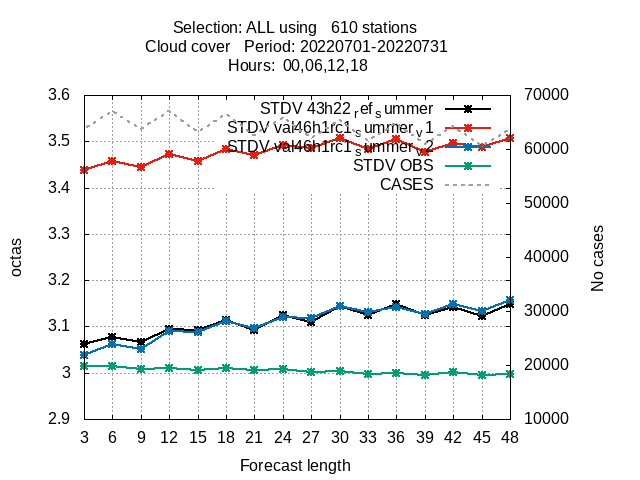 Selection: ALL using 610 stations
Cloud cover Period: 20220701-20220731
Hours: 00,06,12,18
3.6
3.5
3.4
3.3
3.2
3.1
3
2.9
70000
60000
50000
40000
30000
20000
10000
STDV 43h22refsummer
STDV val46h1rc1summerv1
STDV val46h1rc1summerv2
STDV OBS
CASES
octas
No cases
3 6 9 12 15 18 21 24 27 30 33 36 39 42 45 48
Forecast length